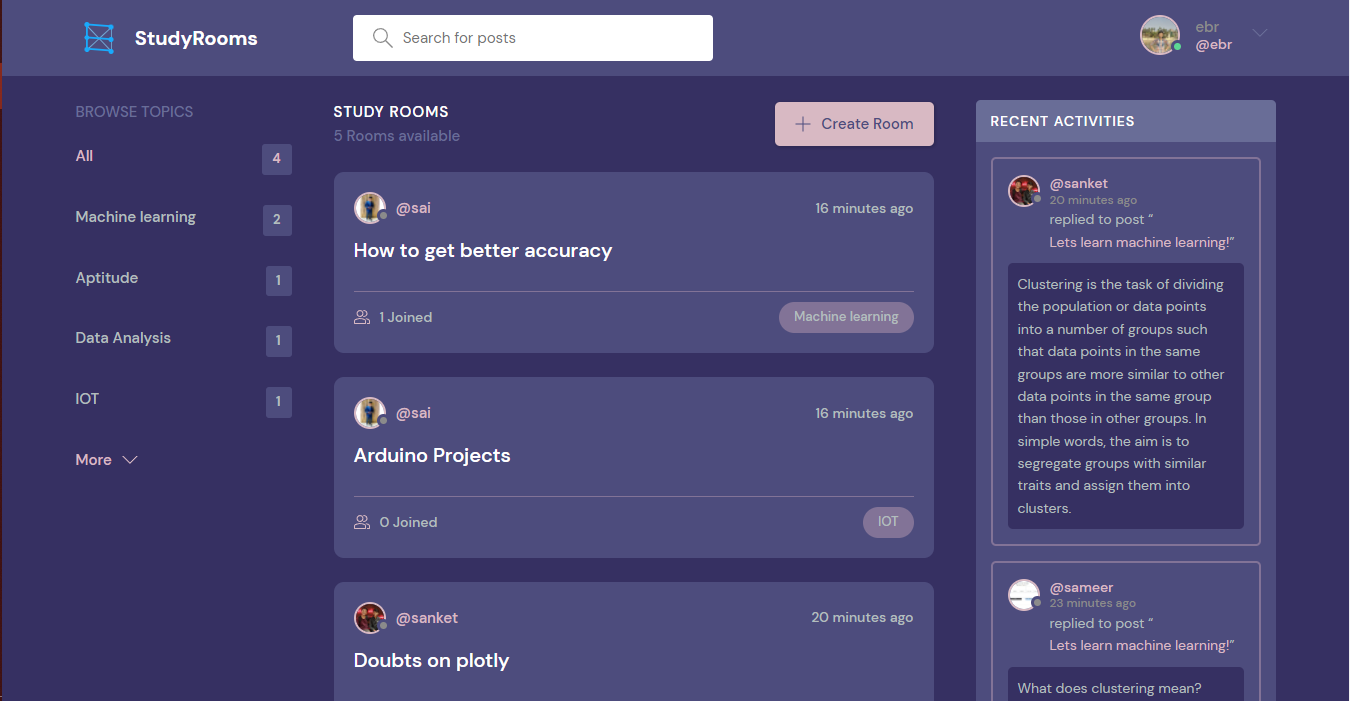 StudyRooms
Search for posts
ebr
@ebr
BROWSE TOPICS
All 4
Machine learning 2
Aptitude 1
Data Analysis 1
IOT 1
More
STUDY ROOMS
5 Rooms available
Create Room
@sai 16 minutes ago
How to get better accuracy
1 Joined Machine learning
@sai 16 minutes ago
Arduino Projects
0 Joined IOT
@sanket 20 minutes ago
Doubts on plotly
RECENT ACTIVITIES
@sanket
20 minutes ago
replied to post “
Lets learn machine learning!”
Clustering is the task of dividing
the population or data points
into a number of groups such
that data points in the same
groups are more similar to other
data points in the same group
than those in other groups. In
simple words, the aim is to
segregate groups with similar
traits and assign them into
clusters.
@sameer
23 minutes ago
replied to post “
Lets learn machine learning!”
What does clustering mean?